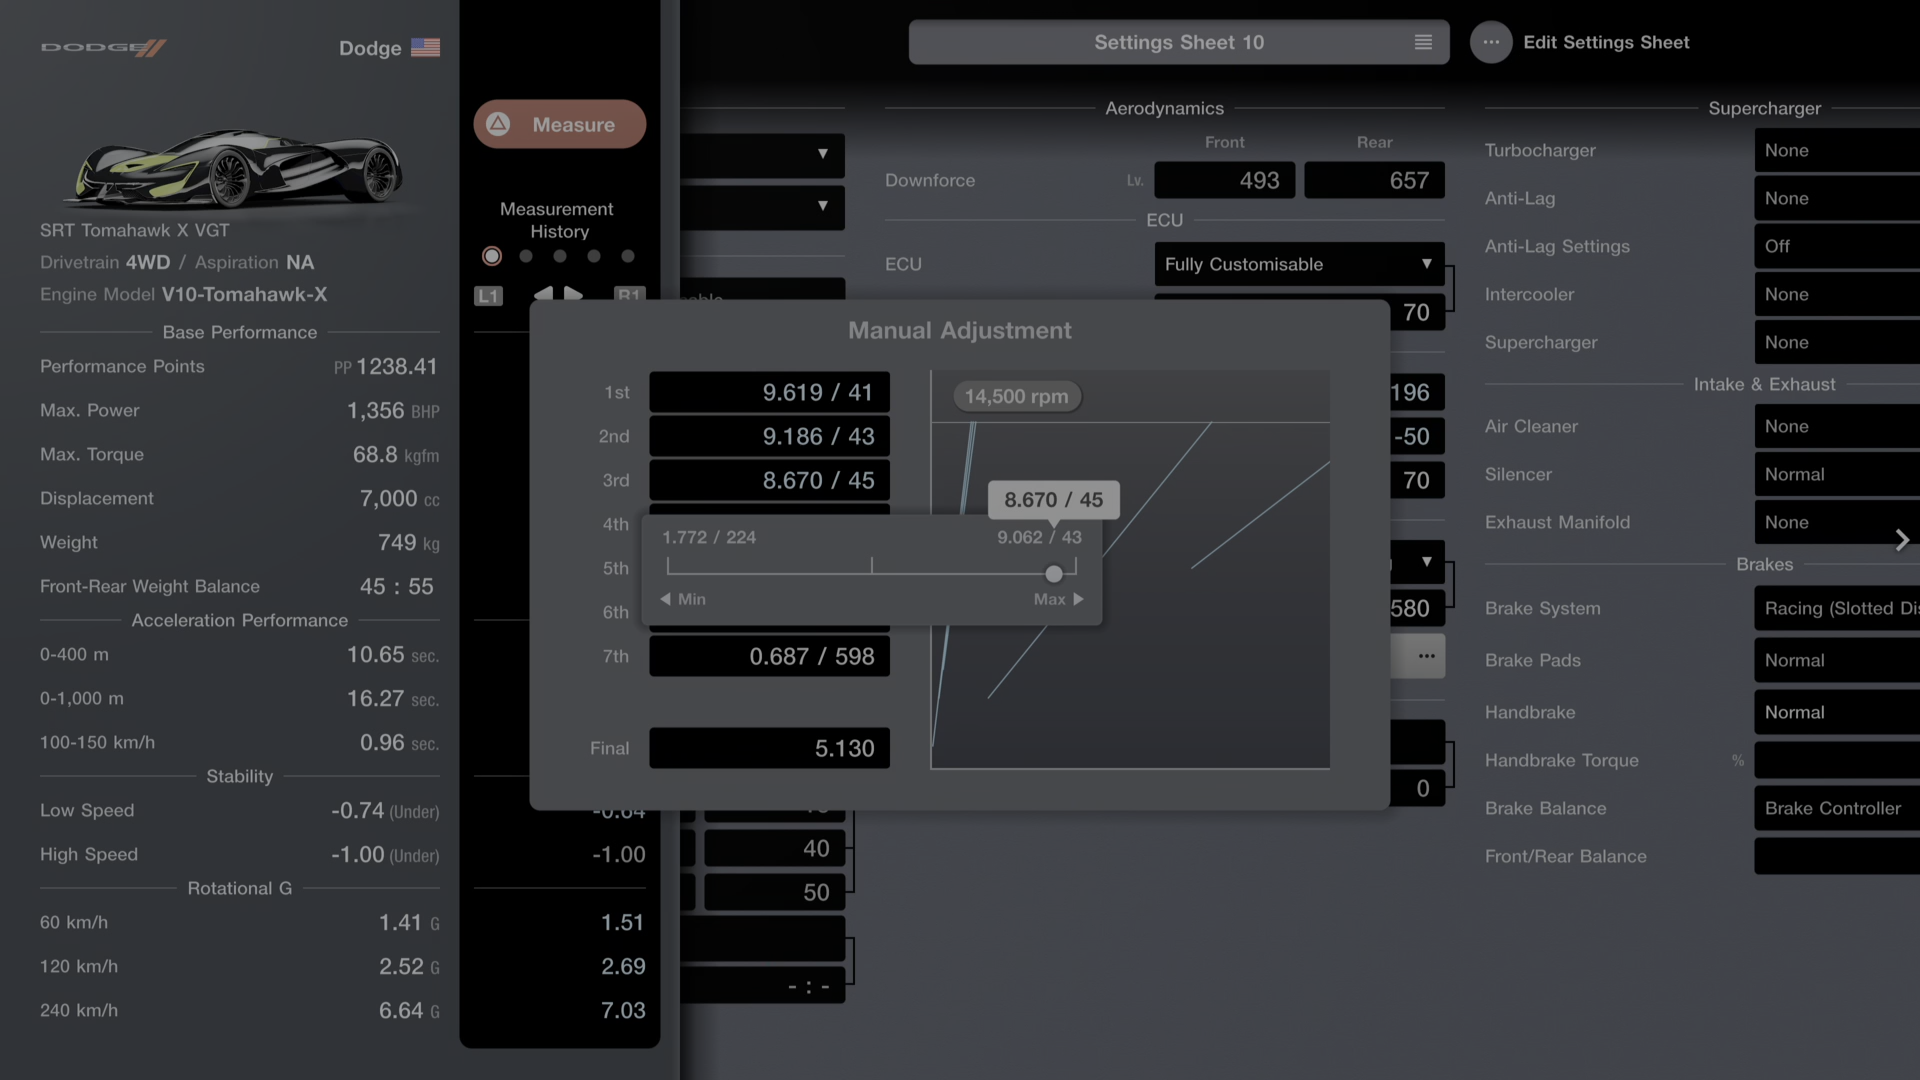 DODGE
Dodge
SRT Tomahawk X VGT
Drivetrain 4WD / Aspiration NA
Engine Model V10-Tomahawk-X
Base Performance
Performance Points PP 1238.41
Max. Power 1,356 BHP
Max. Torque 68.8 kgfm
Displacement 7,000 cc
Weight 749 kg
Front-Rear Weight Balance 45 : 55
Acceleration Performance
0-400 m 10.65 sec.
0-1,000 m 16.27 sec.
100-150 km/h 0.96 sec.
Stability
Low Speed -0.74 (Under)
High Speed -1.00 (Under)
Rotational G
60 km/h 1.41 G
120 km/h 2.52 G
240 km/h 6.64 G
Measure
Measurement
History
L1 R1
-0.64
-1.00
1.51
2.69
7.03
Settings Sheet 10
Edit Settings Sheet
Aerodynamics
Front Rear
Downforce Lv. 493 657
ECU
ECU Fully Customisable
70
Manual Adjustment
1st 9.619 / 41
2nd 9.186 / 43
3rd 8.670 / 45
4th
5th
6th
7th 0.687 / 598
Final 5.130
14,500 rpm
8.670 / 45
1.772 / 224 9.062 / 43
Min Max
196
-50
70
580
0
40
50
- : -
Supercharger
Turbocharger None
Anti-Lag None
Anti-Lag Settings Off
Intercooler None
Supercharger None
Intake & Exhaust
Air Cleaner None
Silencer Normal
Exhaust Manifold None
Brakes
Brake System Racing (Slotted Dis
Brake Pads Normal
Handbrake Normal
Handbrake Torque %
Brake Balance Brake Controller
Front/Rear Balance